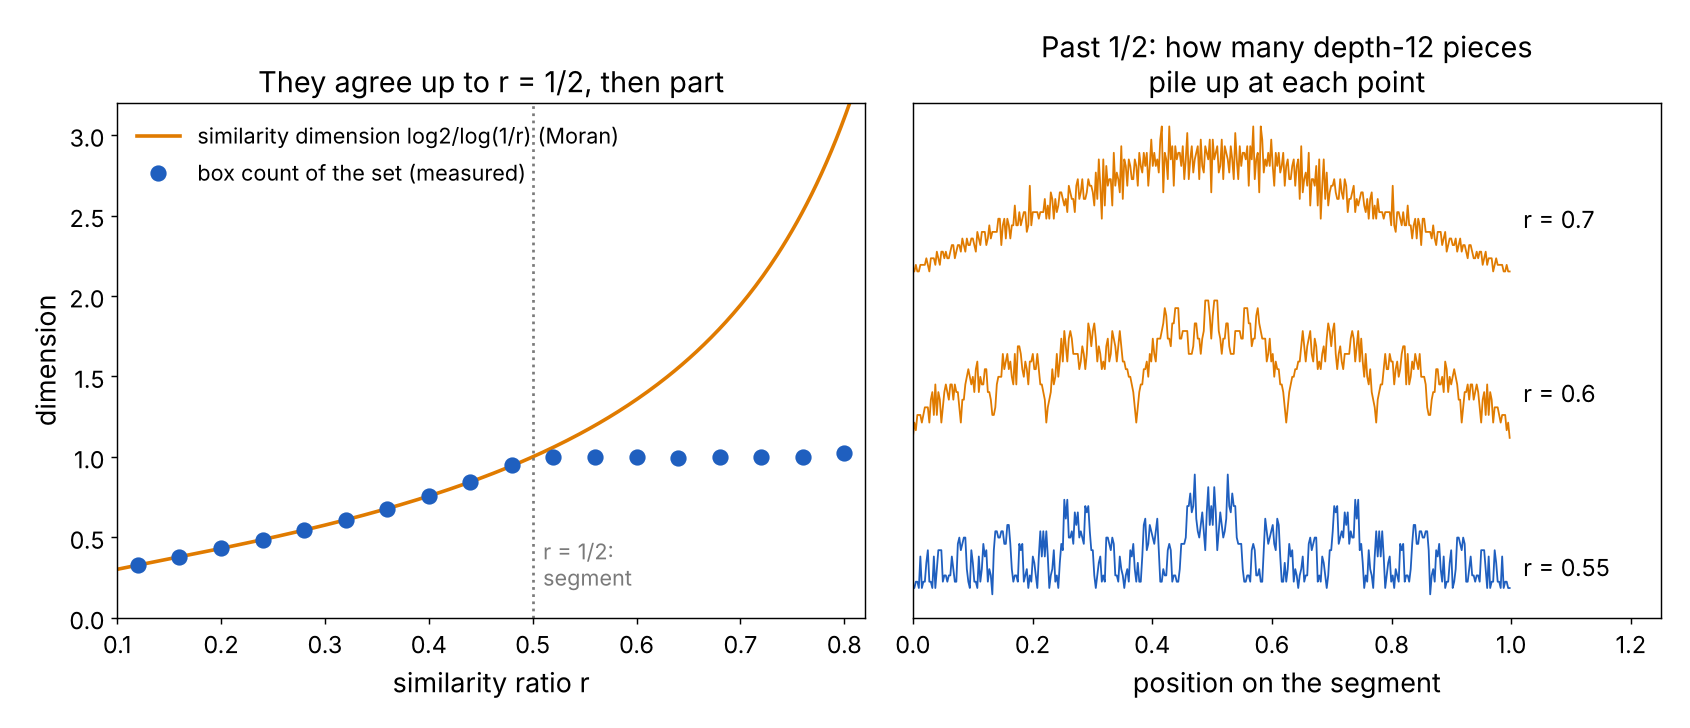 They agree up to r = 1/2, then part
similarity dimension log2/log(1/r) (Moran)
box count of the set (measured)
r = 1/2:
segment
dimension
3.0
2.5
2.0
1.5
1.0
0.5
0.0
0.1
0.2
0.3
0.4
0.5
0.6
0.7
0.8
similarity ratio r
Past 1/2: how many depth-12 pieces
pile up at each point
r = 0.7
r = 0.6
r = 0.55
0.0
0.2
0.4
0.6
0.8
1.0
1.2
position on the segment